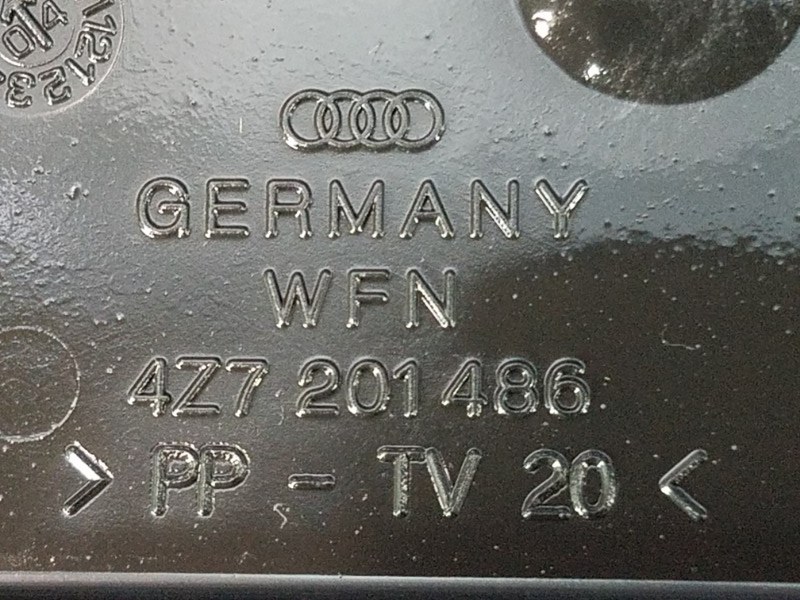 GERMANY
WFN
4Z7 201 486
> PP - TV 20 <